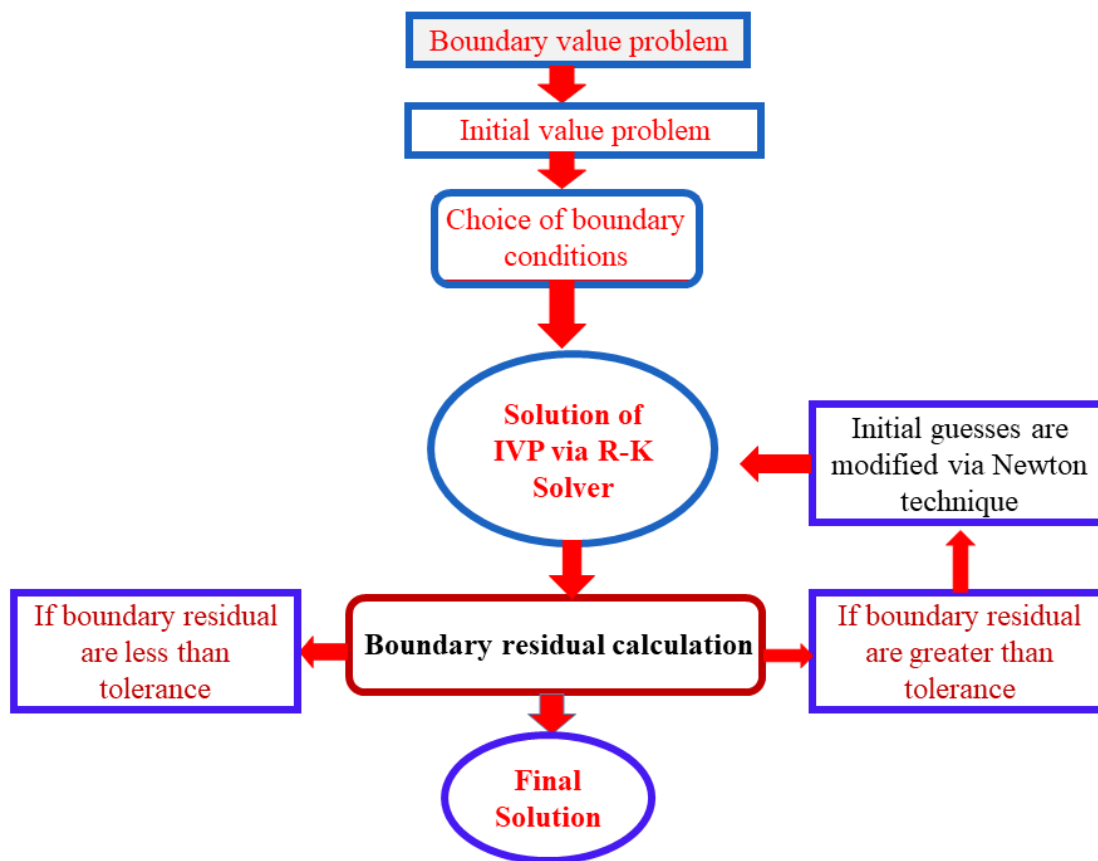 Boundary value problem
Initial value problem
Choice of boundary
conditions
Solution of
IVP via R-K
Solver
Initial guesses are
modified via Newton
technique
If boundary residual
are less than
tolerance
Boundary residual calculation
If boundary residual
are greater than
tolerance
Final
Solution